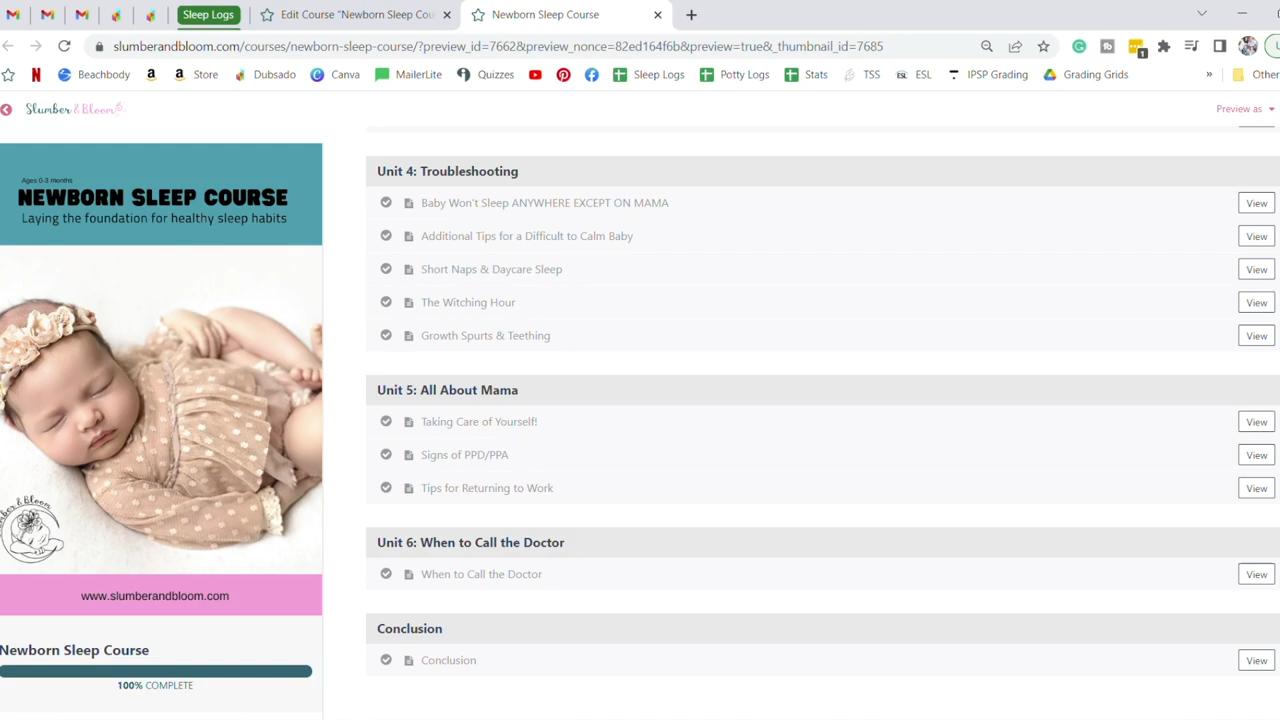 Sleep Logs
Edit Course "Newborn Sleep Cou
Newborn Sleep Course
slumberandbloom.com/courses/newborn-sleep-course/?preview_id=7662&preview_nonce=82ed164f6b&preview=true&_thumbnail_id=7685
1
Beachbody Store Dubsado Canva MailerLite Quizzes Sleep Logs Potty Logs Stats TSS ESL IPSP Grading Grading Grids » Other
Slumber & Bloom
Preview as
Ages 0-3 months
NEWBORN SLEEP COURSE
Laying the foundation for healthy sleep habits
www.slumberandbloom.com
Newborn Sleep Course
100% COMPLETE
Unit 4: Troubleshooting
Baby Won't Sleep ANYWHERE EXCEPT ON MAMA View
Additional Tips for a Difficult to Calm Baby View
Short Naps & Daycare Sleep View
The Witching Hour View
Growth Spurts & Teething View
Unit 5: All About Mama
Taking Care of Yourself! View
Signs of PPD/PPA View
Tips for Returning to Work View
Unit 6: When to Call the Doctor
When to Call the Doctor View
Conclusion
Conclusion View